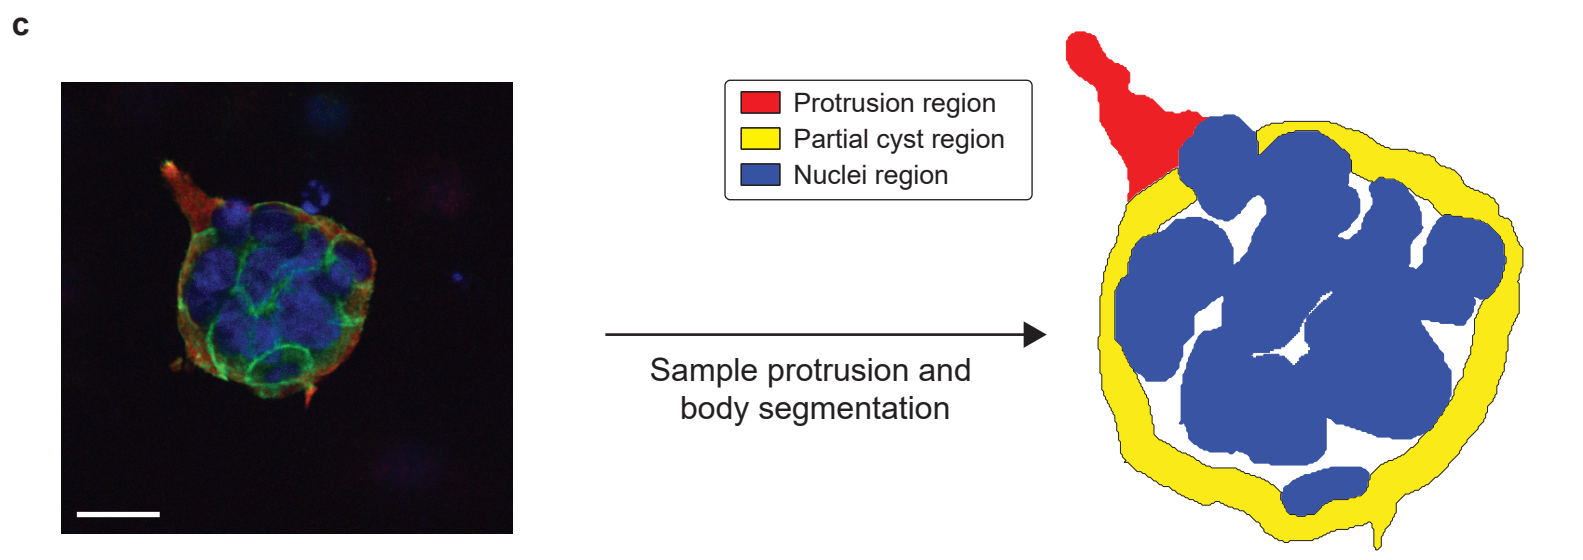 c
Protrusion region
Partial cyst region
Nuclei region
Sample protrusion and
body segmentation